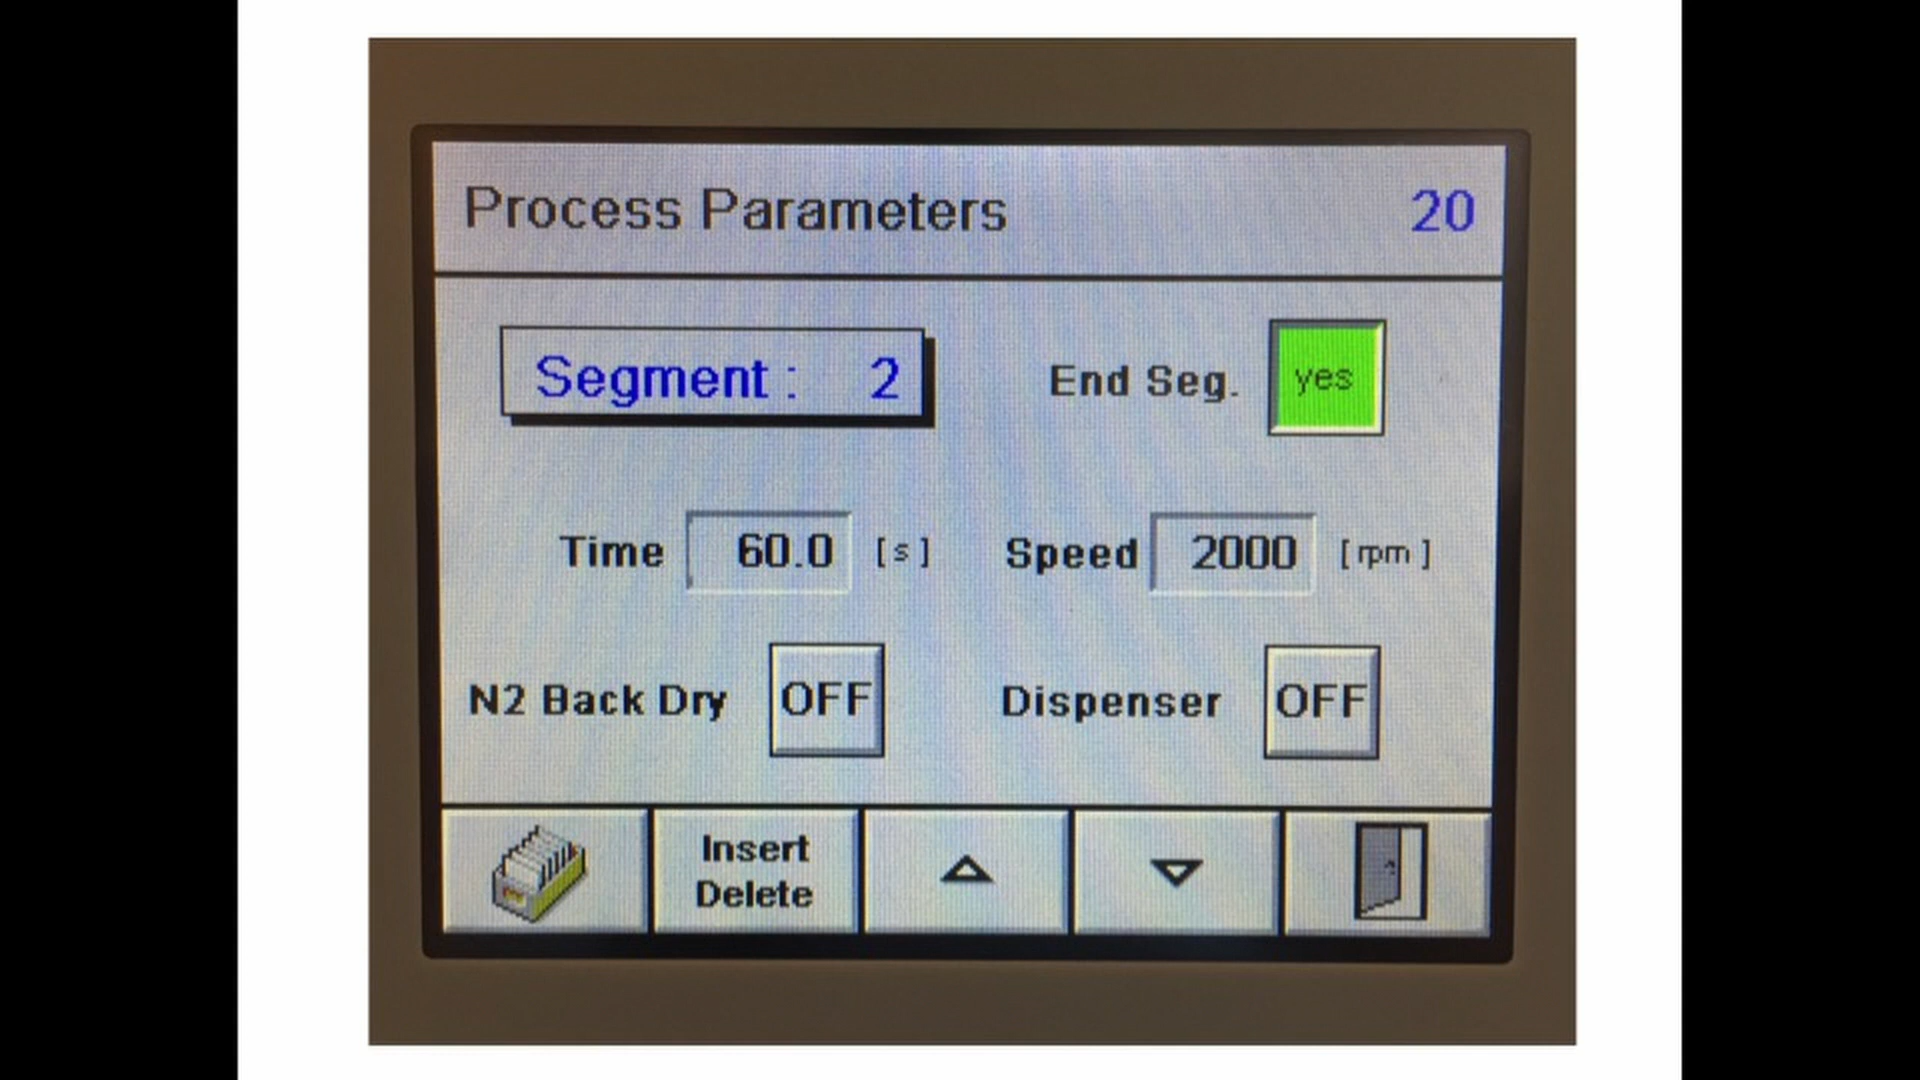 Process Parameters 20
Segment : 2 End Seg. yes
Time 60.0 [s] Speed 2000 [rpm]
N2 Back Dry OFF Dispenser OFF
Insert
Delete